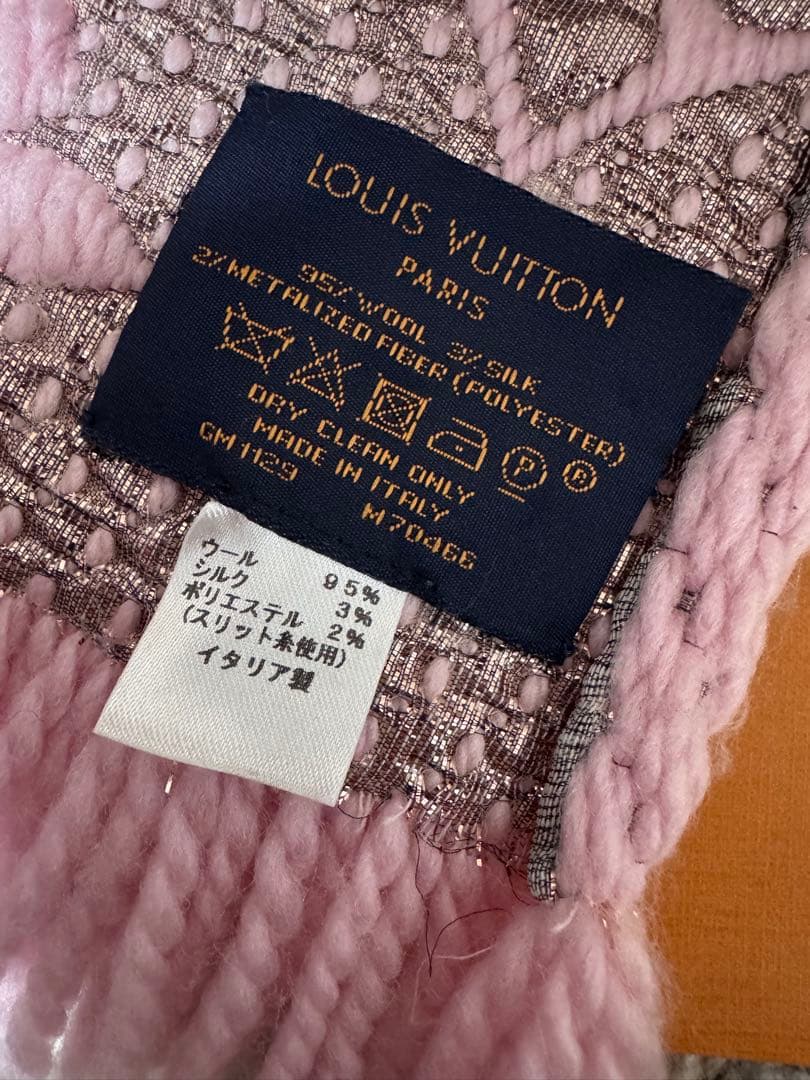 LOUIS VUITTON
PARIS
95% WOOL 3% SILK
2% METALIZED FIBER (POLYESTER)
P ®
DRY CLEAN ONLY
MADE IN ITALY
GM 1129 M70466
ウール 95%
シルク 3%
ポリエステル 2%
(スリット糸使用)
イタリア製